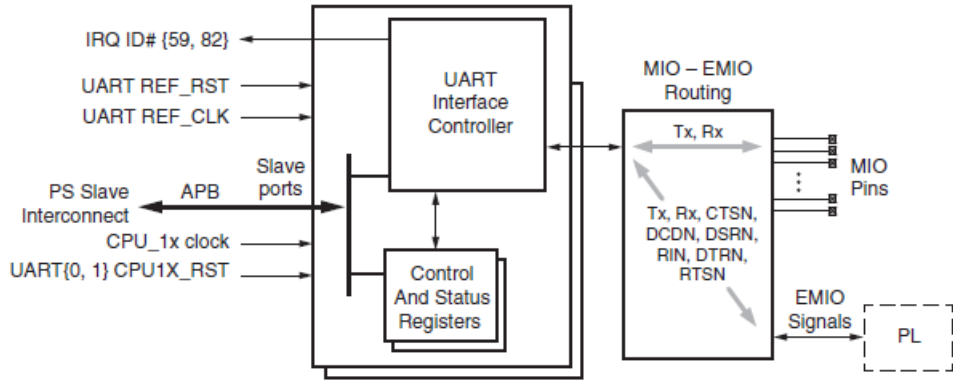 IRQ ID# {59, 82}
UART REF_RST
UART REF_CLK
PS Slave
Interconnect
APB
Slave
ports
CPU_1x clock
UART{0, 1} CPU1X_RST
UART
Interface
Controller
Control
And Status
Registers
MIO – EMIO
Routing
Tx, Rx
Tx, Rx, CTSN,
DCDN, DSRN,
RIN, DTRN,
RTSN
MIO
Pins
EMIO
Signals
PL